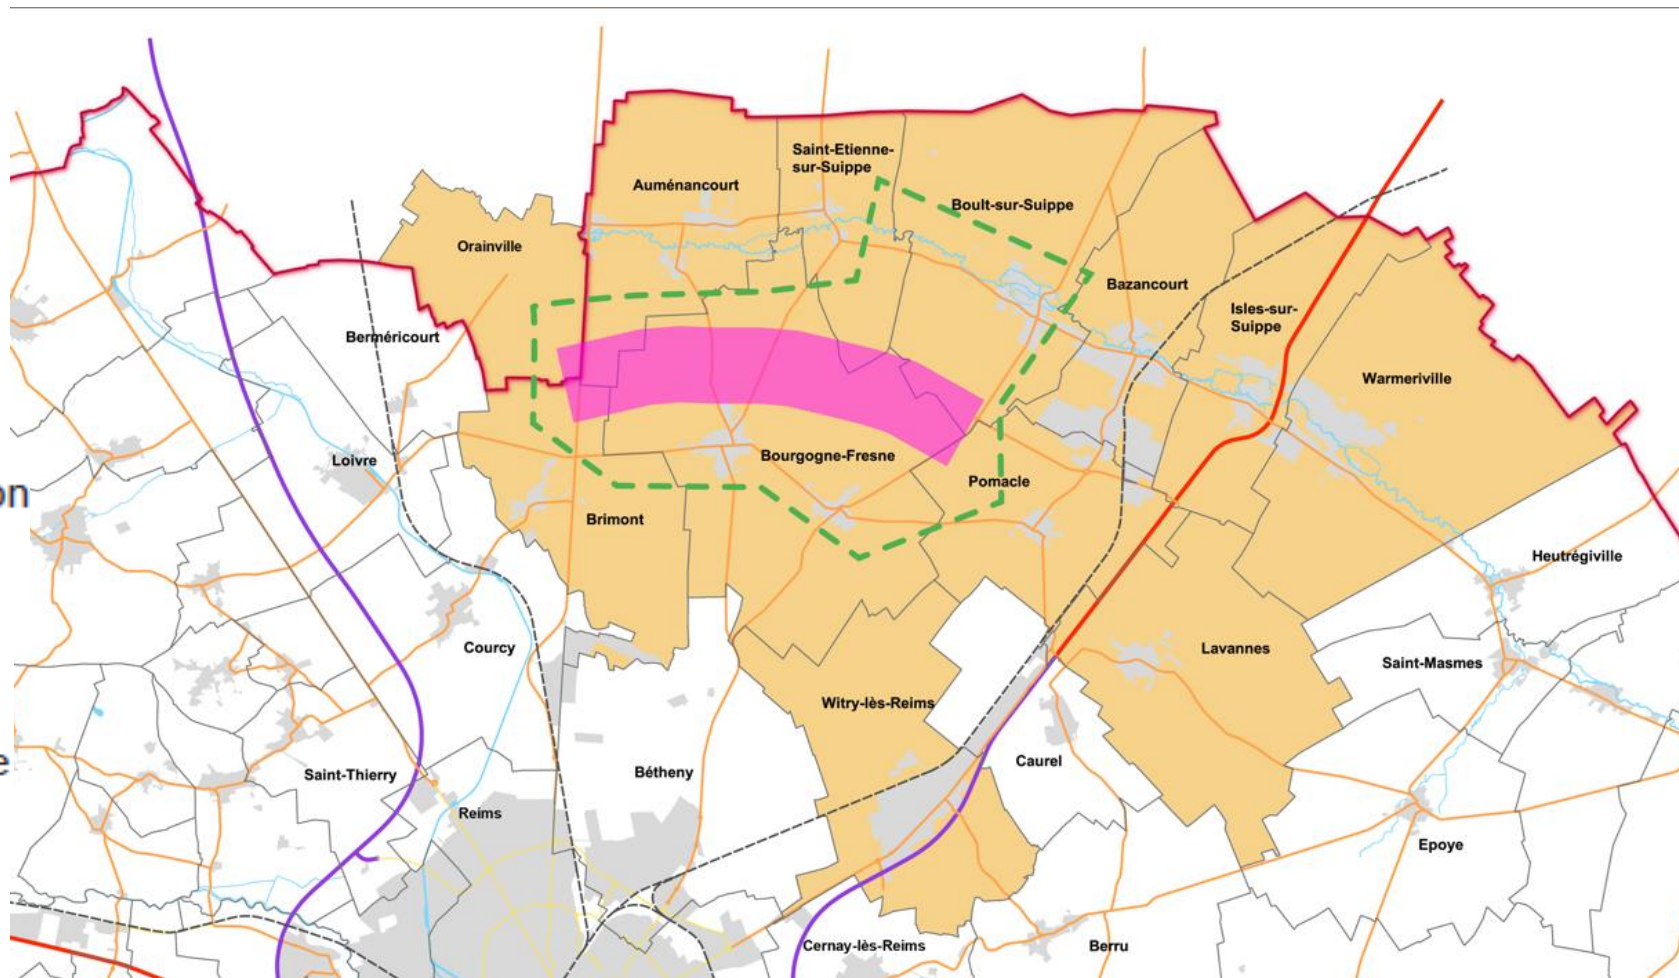 Saint-Etienne-
sur-Suippe
Auménancourt
Boult-sur-Suippe
Orainville
Bazancourt
Isles-sur-
Suippe
Berméricourt
Warmeriville
Bourgogne-Fresne
Loivre
Pomacle
on
Brimont
Heutrégiville
Courcy
Lavannes
Saint-Masmes
Witry-lès-Reims
e
Caurel
Saint-Thierry
Bétheny
Reims
Epoye
Cernay-lès-Reims
Berru